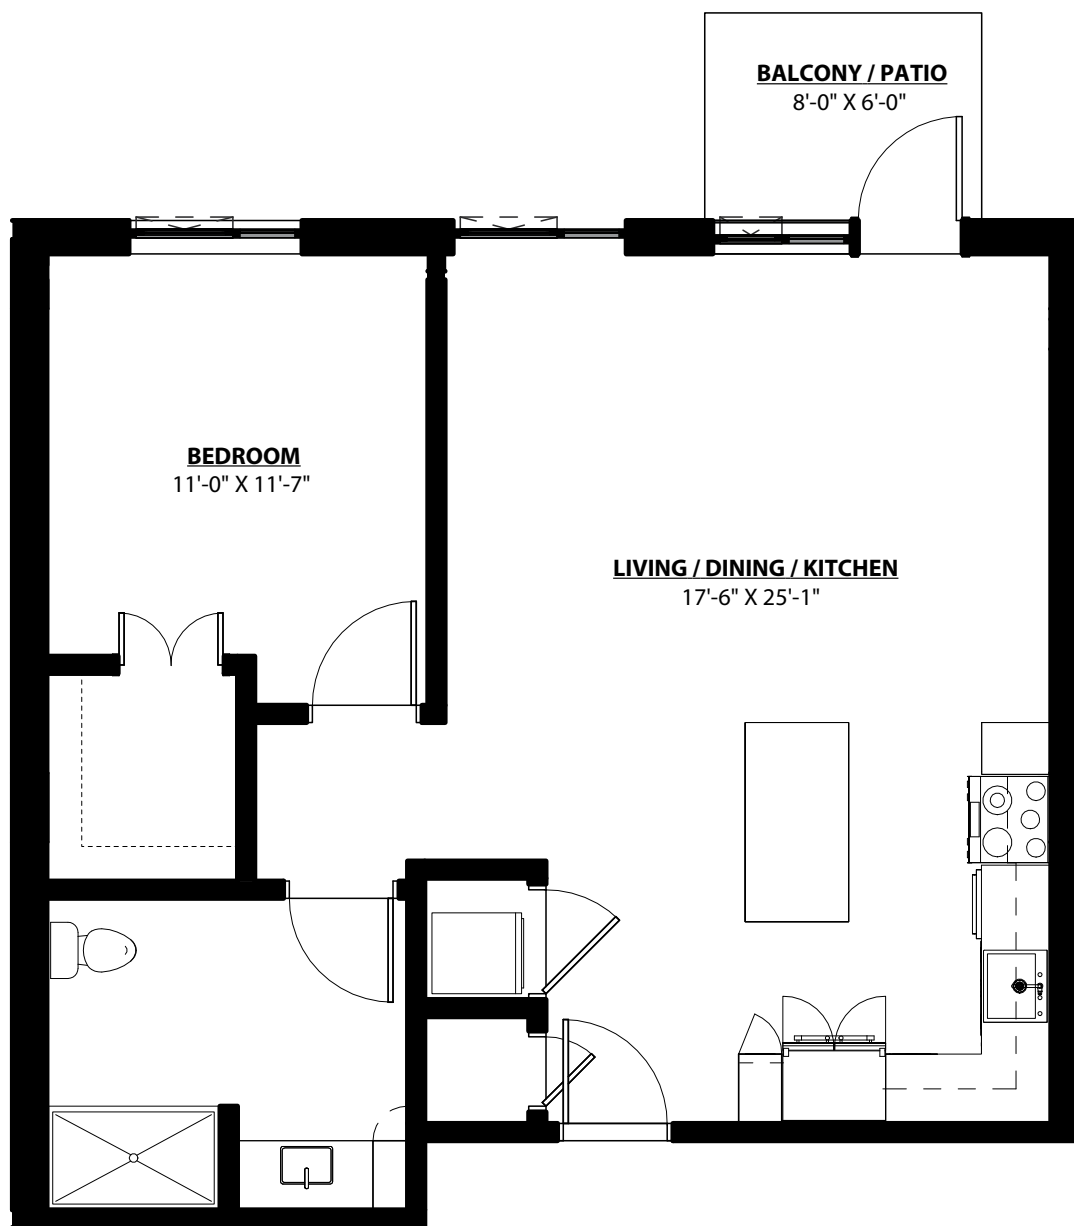 BALCONY / PATIO
8'-0" X 6'-0"
BEDROOM
11'-0" X 11'-7"
LIVING / DINING / KITCHEN
17'-6" X 25'-1"